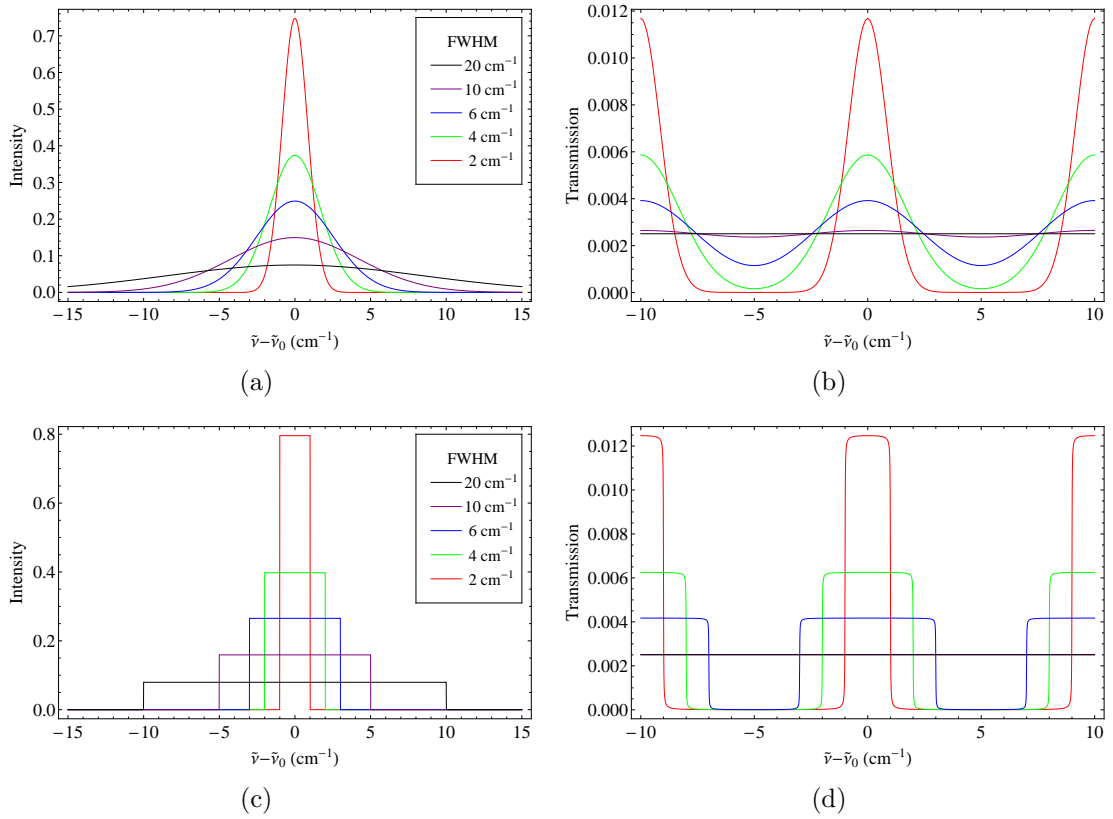 Intensity
0.7
0.6
0.5
0.4
0.3
0.2
0.1
0.0
−15
−10
−5
0
5
10
15
ν̃−ν̃₀ (cm⁻¹)
FWHM
20 cm⁻¹
10 cm⁻¹
6 cm⁻¹
4 cm⁻¹
2 cm⁻¹
(a)
Transmission
0.012
0.010
0.008
0.006
0.004
0.002
0.000
−10
−5
0
5
10
ν̃−ν̃₀ (cm⁻¹)
(b)
Intensity
0.8
0.6
0.4
0.2
0.0
−15
−10
−5
0
5
10
15
ν̃−ν̃₀ (cm⁻¹)
FWHM
20 cm⁻¹
10 cm⁻¹
6 cm⁻¹
4 cm⁻¹
2 cm⁻¹
(c)
Transmission
0.012
0.010
0.008
0.006
0.004
0.002
0.000
−10
−5
0
5
10
ν̃−ν̃₀ (cm⁻¹)
(d)